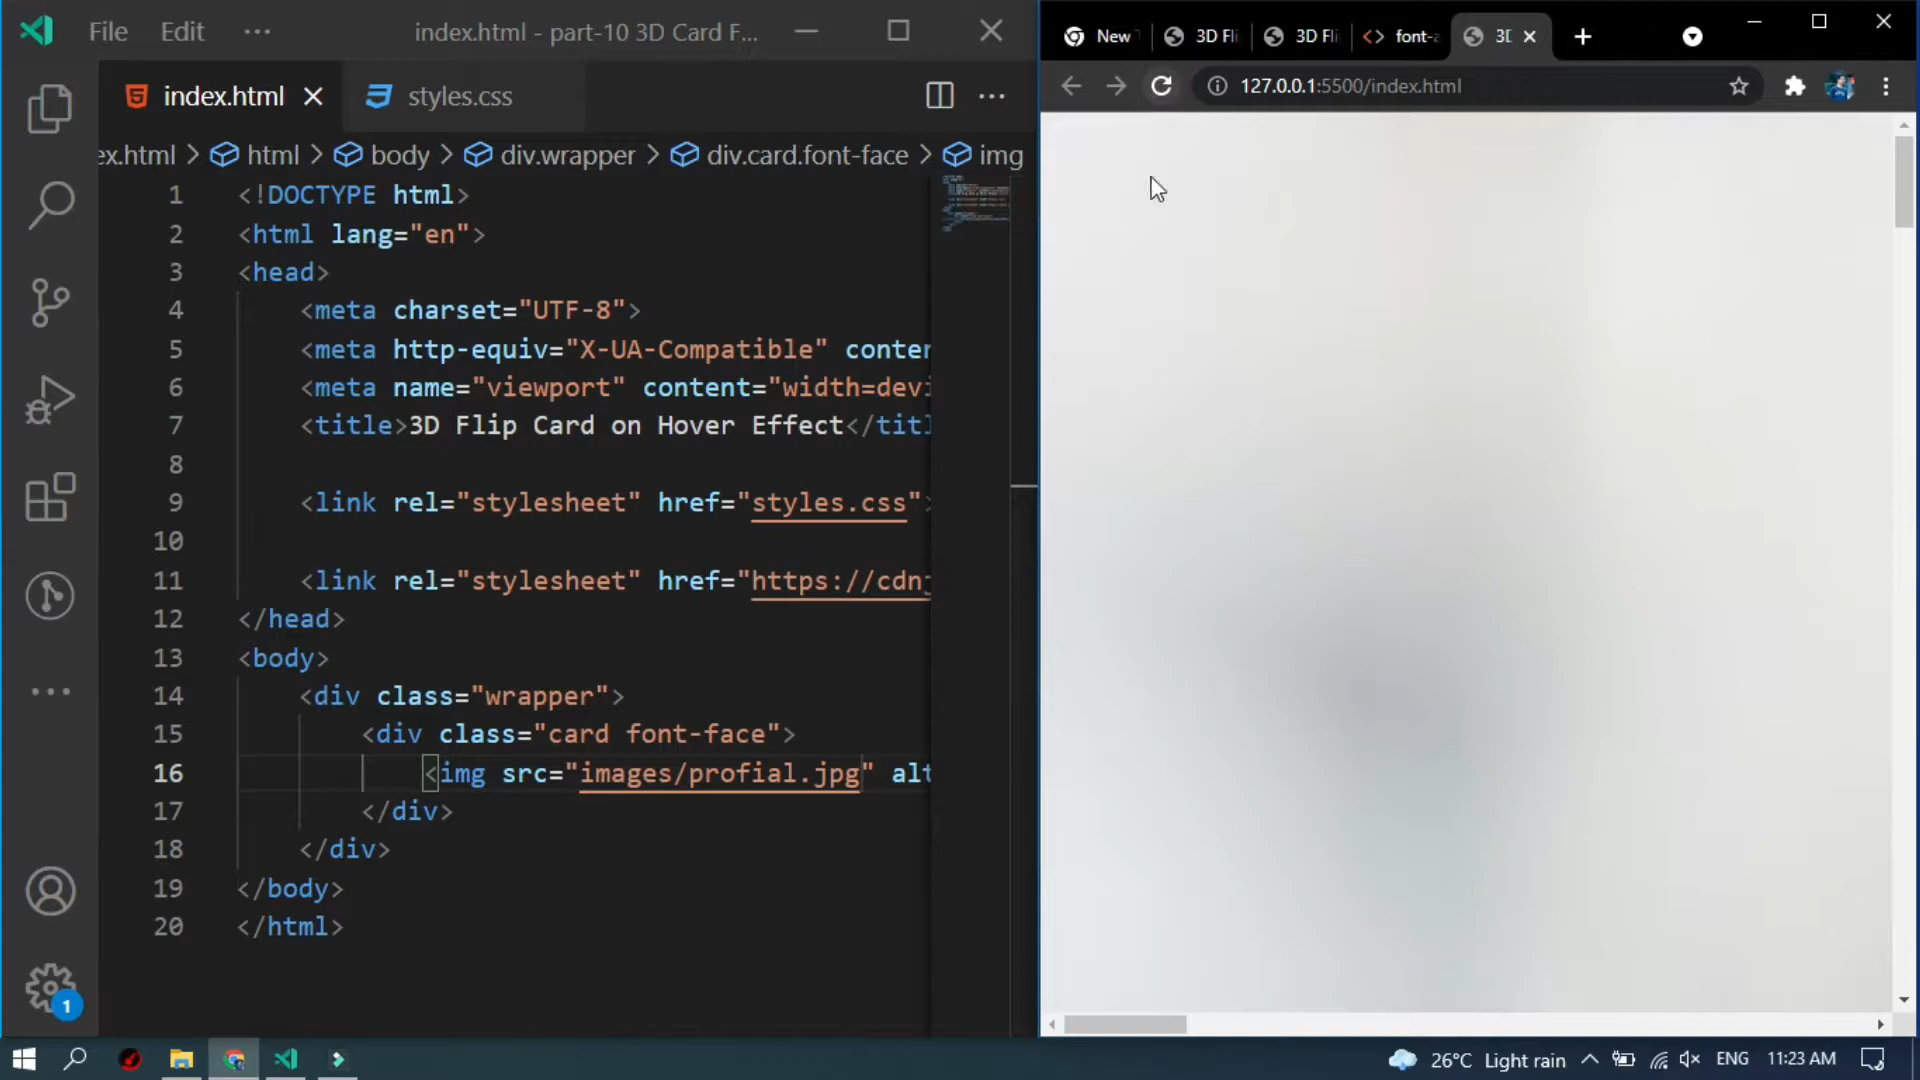 File Edit ··· index.html - part-10 3D Card F...
index.html styles.css
ex.html > html > body > div.wrapper > div.card.font-face > img
1 <!DOCTYPE html>
2 <html lang="en">
3 <head>
4 <meta charset="UTF-8">
5 <meta http-equiv="X-UA-Compatible" conten
6 <meta name="viewport" content="width=devi
7 <title>3D Flip Card on Hover Effect</titl
8
9 <link rel="stylesheet" href="styles.css">
10
11 <link rel="stylesheet" href="https://cdnj
12 </head>
13 <body>
14 <div class="wrapper">
15 <div class="card font-face">
16 <img src="images/profial.jpg" alt
17 </div>
18 </div>
19 </body>
20 </html>
1
New T 3D Fli 3D Fli font-a 3D
127.0.0.1:5500/index.html
26°C Light rain ENG 11:23 AM